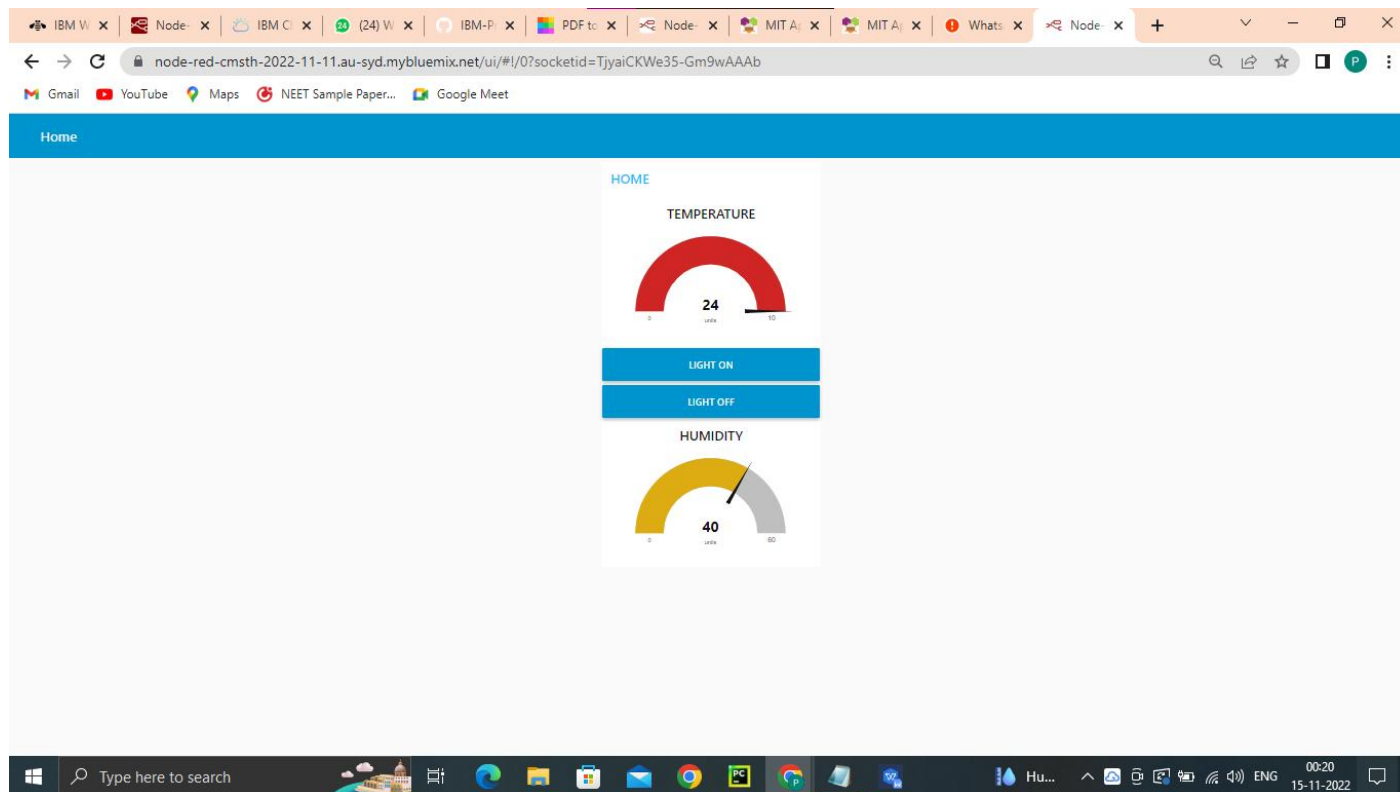 IBM W
Node-
IBM Cl
(24) W
IBM-P
PDF to
Node-
MIT A
MIT A
Whats
Node-
node-red-cmsth-2022-11-11.au-syd.mybluemix.net/ui/#!/0?socketid=TjyaiCKWe35-Gm9wAAAb
P
Gmail YouTube Maps NEET Sample Paper... Google Meet
Home
HOME
TEMPERATURE
24
0 units 10
LIGHT ON
LIGHT OFF
HUMIDITY
40
0 units 60
Type here to search
Hu...
ENG
00:20
15-11-2022